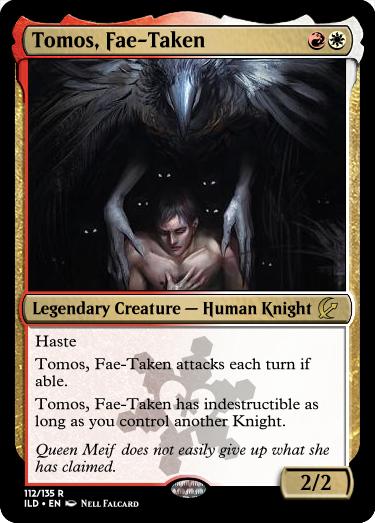 Tomos, Fae-Taken
Legendary Creature — Human Knight
Haste
Tomos, Fae-Taken attacks each turn if
able.
Tomos, Fae-Taken has indestructible as
long as you control another Knight.
Queen Meif does not easily give up what she
has claimed.
2/2
112/135 R
ILD • EN Nell Falcard